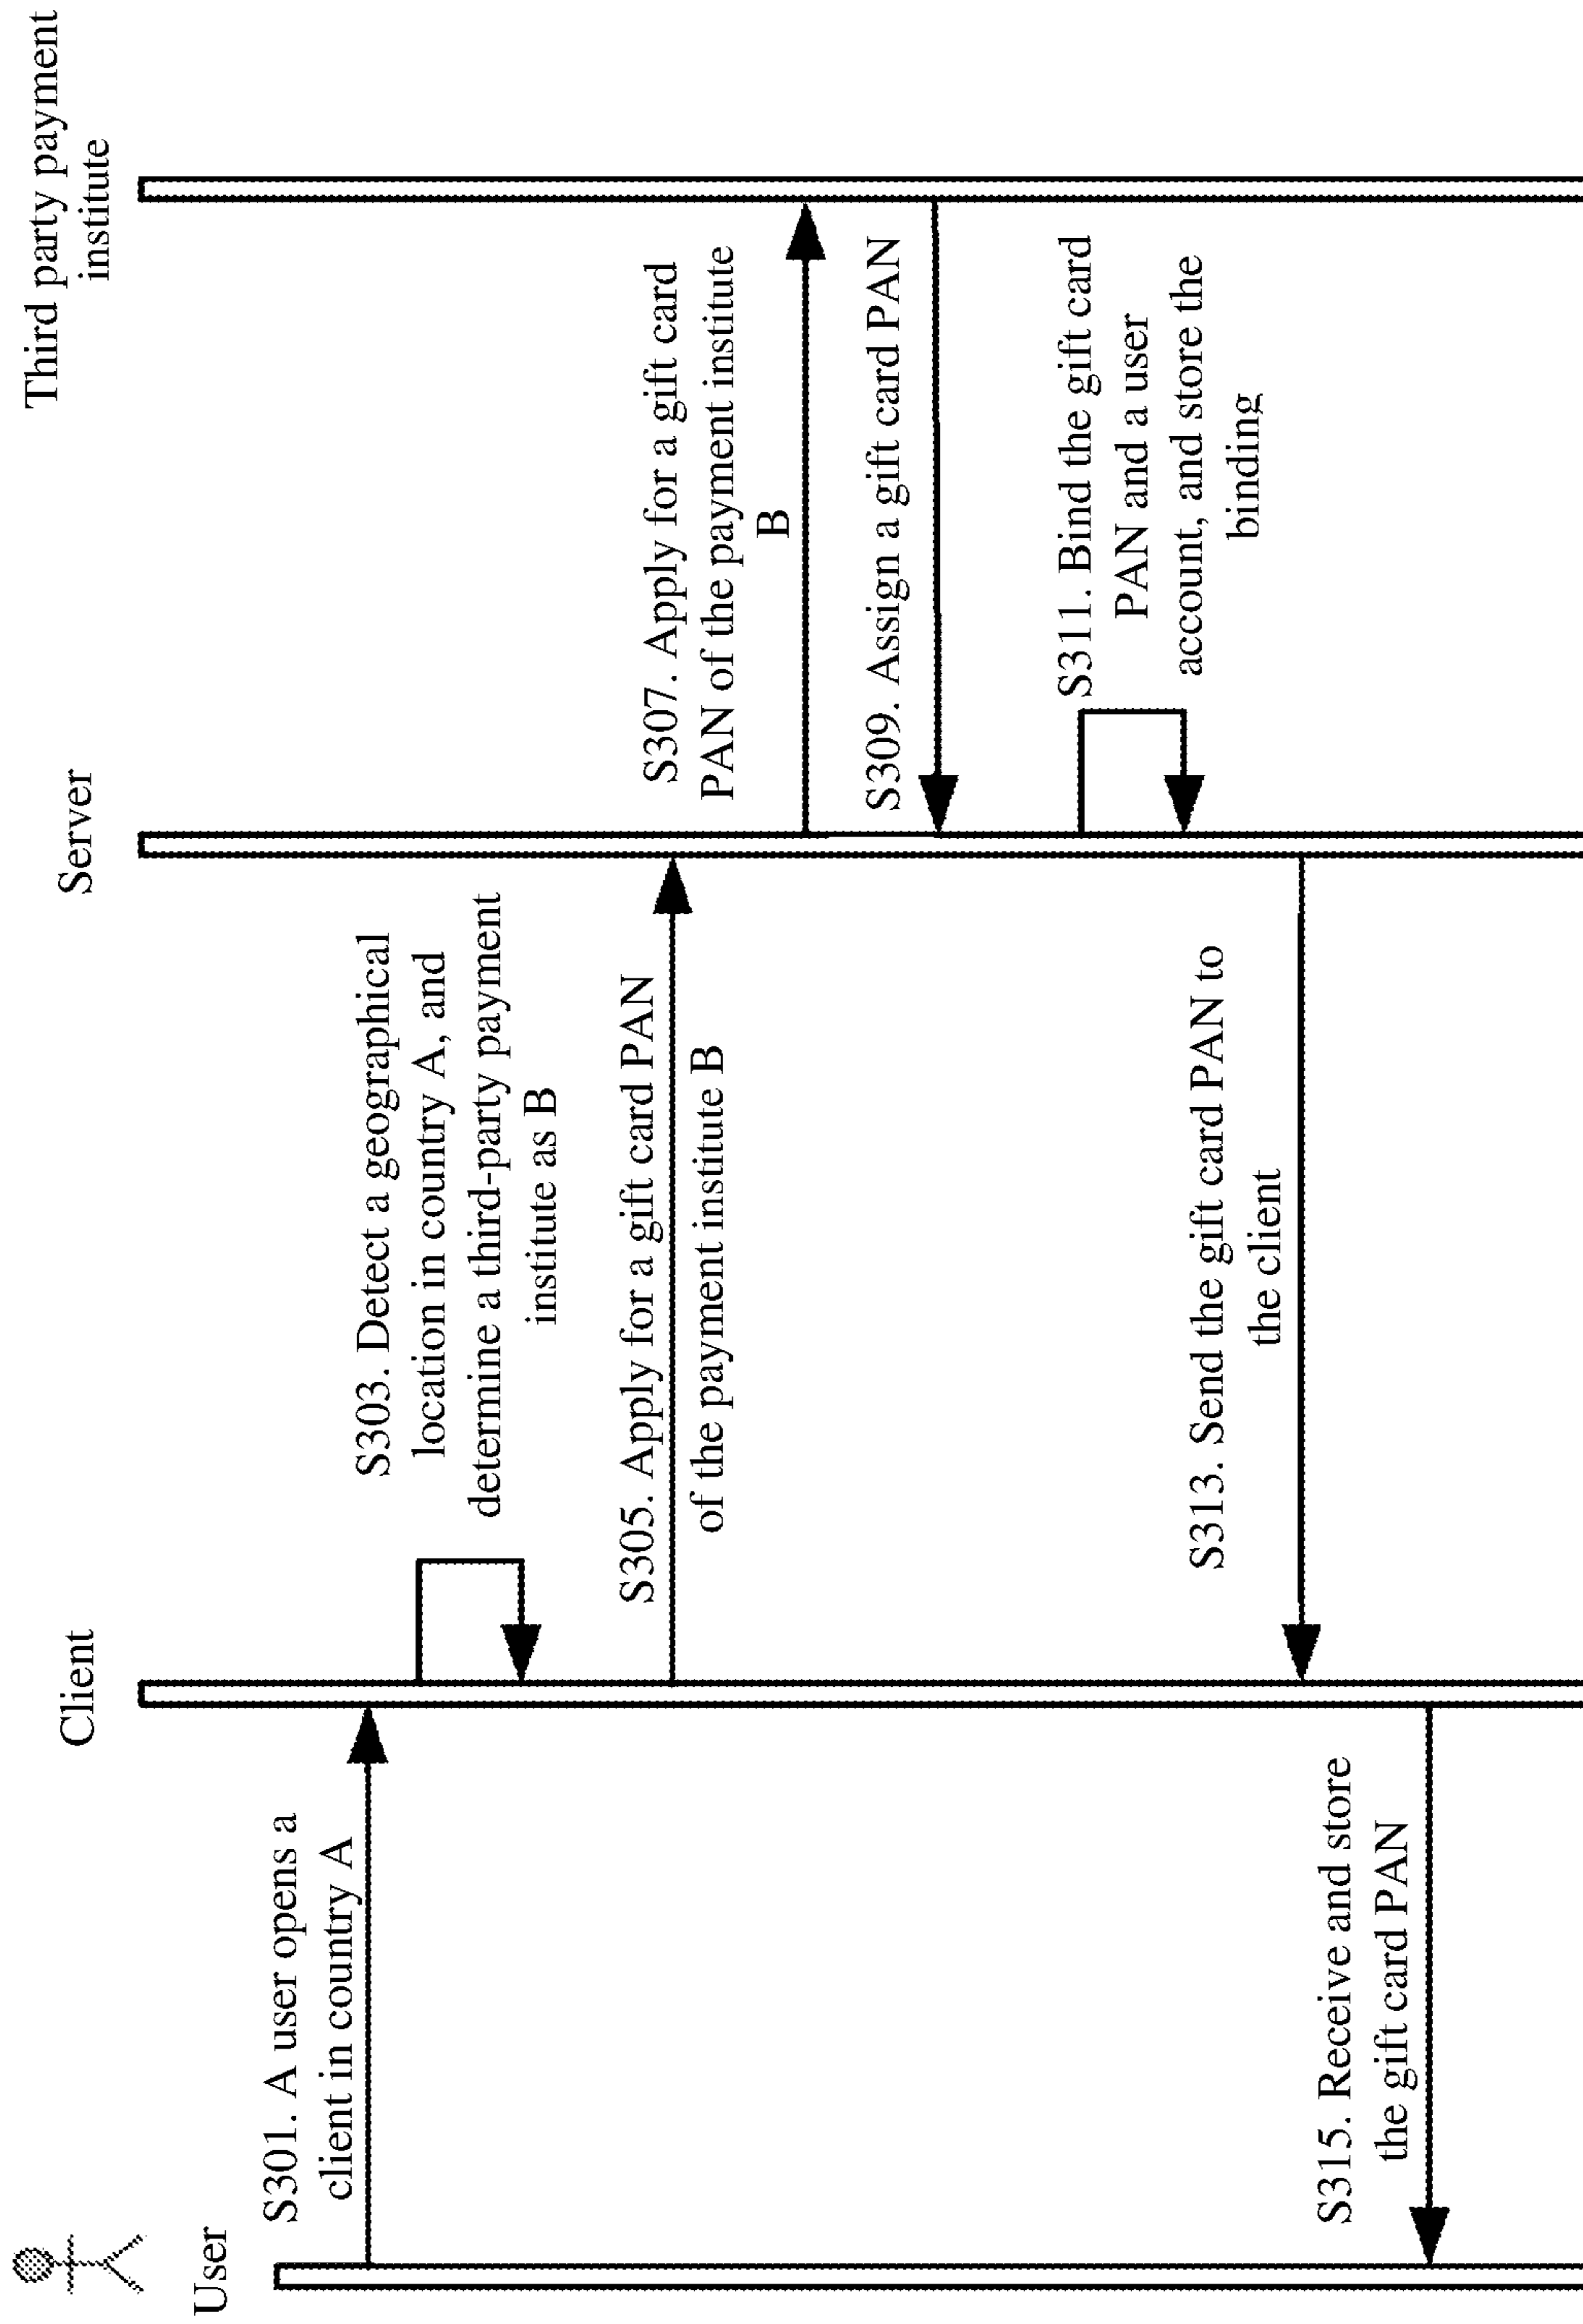 User
Client
Server
Third party payment
institute
S301. A user opens a
client in country A
S303. Detect a geographical
location in country A, and
determine a third-party payment
institute as B
S305. Apply for a gift card PAN
of the payment institute B
S307. Apply for a gift card
PAN of the payment institute
B
S309. Assign a gift card PAN
S311. Bind the gift card
PAN and a user
account, and store the
binding
S313. Send the gift card PAN to
the client
S315. Receive and store
the gift card PAN